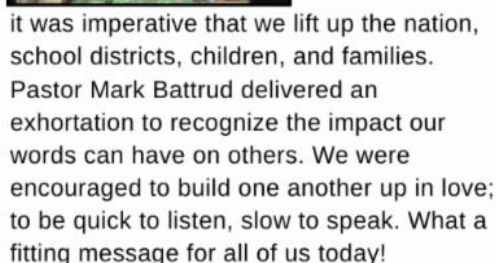 it was imperative that we lift up the nation,
school districts, children, and families.
Pastor Mark Battrud delivered an
exhortation to recognize the impact our
words can have on others. We were
encouraged to build one another up in love;
to be quick to listen, slow to speak. What a
fitting message for all of us today!